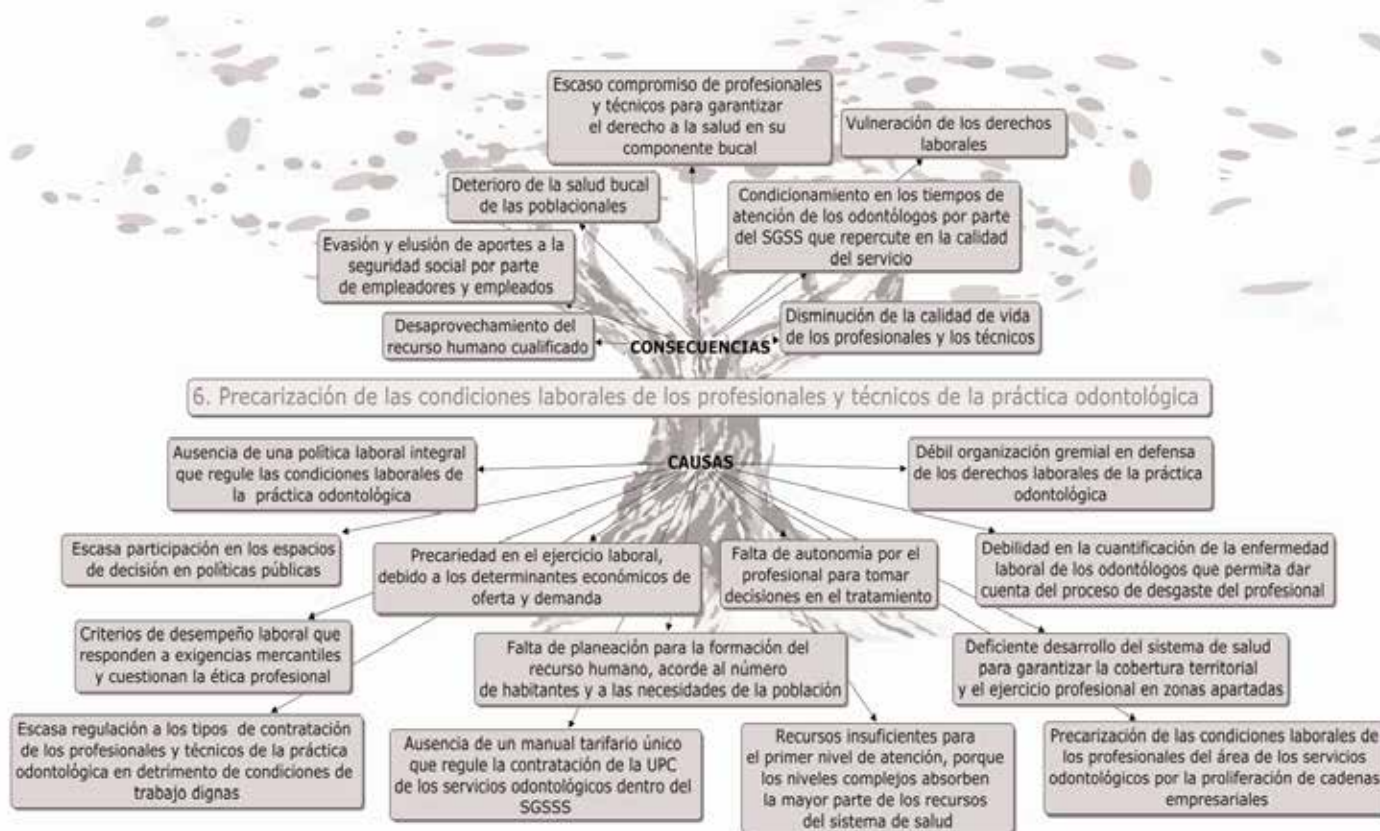 Escaso compromiso de profesionales
y técnicos para garantizar
el derecho a la salud en su
componente bucal
Vulneración de los derechos
laborales
Deterioro de la salud bucal
de las poblacionales
Condicionamiento en los tiempos de
atención de los odontólogos por parte
del SGSS que repercute en la calidad
del servicio
Evasión y elusión de aportes a la
seguridad social por parte
de empleadores y empleados
Desaprovechamiento del
recurso humano cualificado
CONSECUENCIAS
Disminución de la calidad de vida
de los profesionales y los técnicos
6. Precarización de las condiciones laborales de los profesionales y técnicos de la práctica odontológica
Ausencia de una política laboral integral
que regule las condiciones laborales de
la práctica odontológica
CAUSAS
Débil organización gremial en defensa
de los derechos laborales de la práctica
odontológica
Escasa participación en los espacios
de decisión en políticas públicas
Precariedad en el ejercicio laboral,
debido a los determinantes económicos de
oferta y demanda
Falta de autonomía por el
profesional para tomar
decisiones en el tratamiento
Debilidad en la cuantificación de la enfermedad
laboral de los odontólogos que permita dar
cuenta del proceso de desgaste del profesional
Criterios de desempeño laboral que
responden a exigencias mercantiles
y cuestionan la ética profesional
Falta de planeación para la formación del
recurso humano, acorde al número
de habitantes y a las necesidades de la población
Deficiente desarrollo del sistema de salud
para garantizar la cobertura territorial
y el ejercicio profesional en zonas apartadas
Escasa regulación a los tipos de contratación
de los profesionales y técnicos de la práctica
odontológica en detrimento de condiciones de
trabajo dignas
Ausencia de un manual tarifario único
que regule la contratación de la UPC
de los servicios odontológicos dentro del
SGSSS
Recursos insuficientes para
el primer nivel de atención, porque
los niveles complejos absorben
la mayor parte de los recursos
del sistema de salud
Precarización de las condiciones laborales de
los profesionales del área de los servicios
odontológicos por la proliferación de cadenas
empresariales